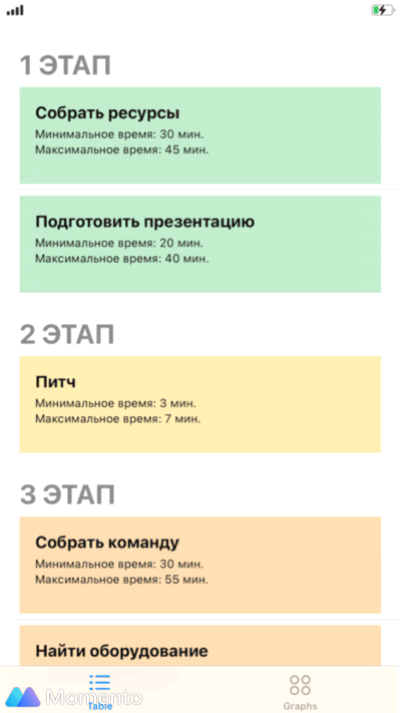 1 ЭТАП
Собрать ресурсы
Минимальное время: 30 мин.
Максимальное время: 45 мин.
Подготовить презентацию
Минимальное время: 20 мин.
Максимальное время: 40 мин.
2 ЭТАП
Питч
Минимальное время: 3 мин.
Максимальное время: 7 мин.
3 ЭТАП
Собрать команду
Минимальное время: 30 мин.
Максимальное время: 55 мин.
Найти оборудование
Momento
Table
Graphs